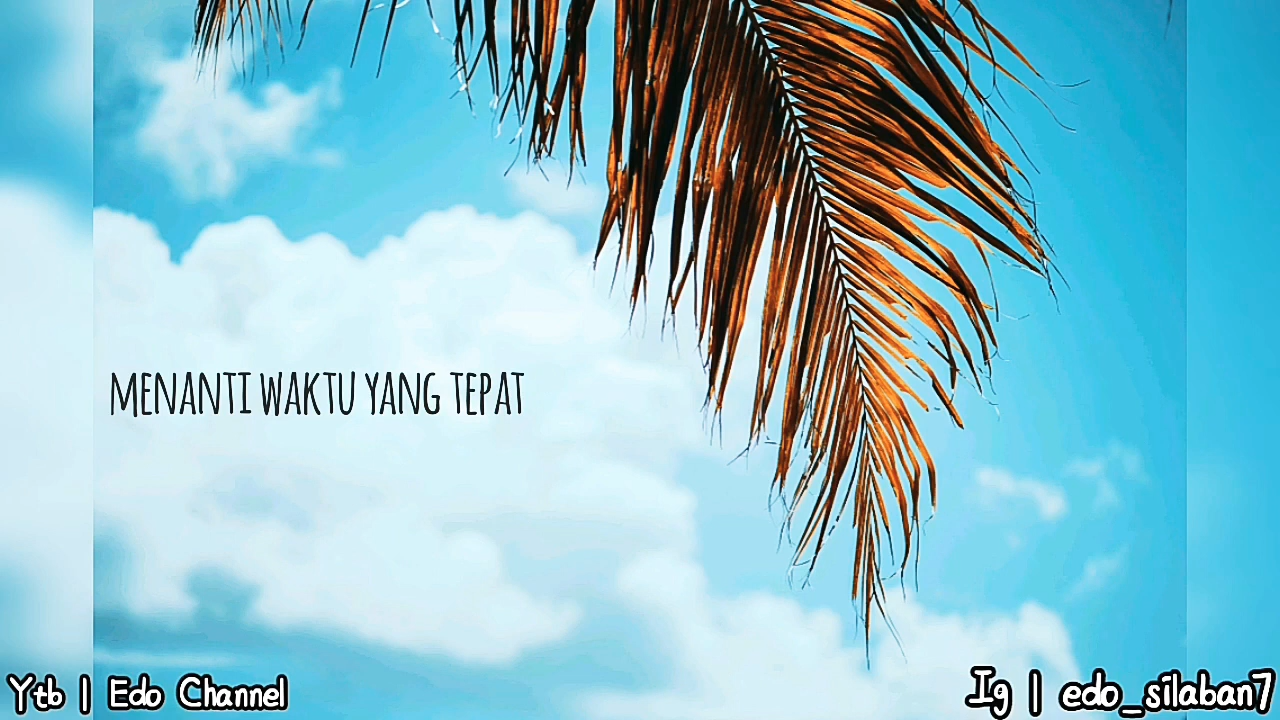 MENANTI WAKTU YANG TEPAT
Ytb | Edo Channel
Ig | edo_silaban7